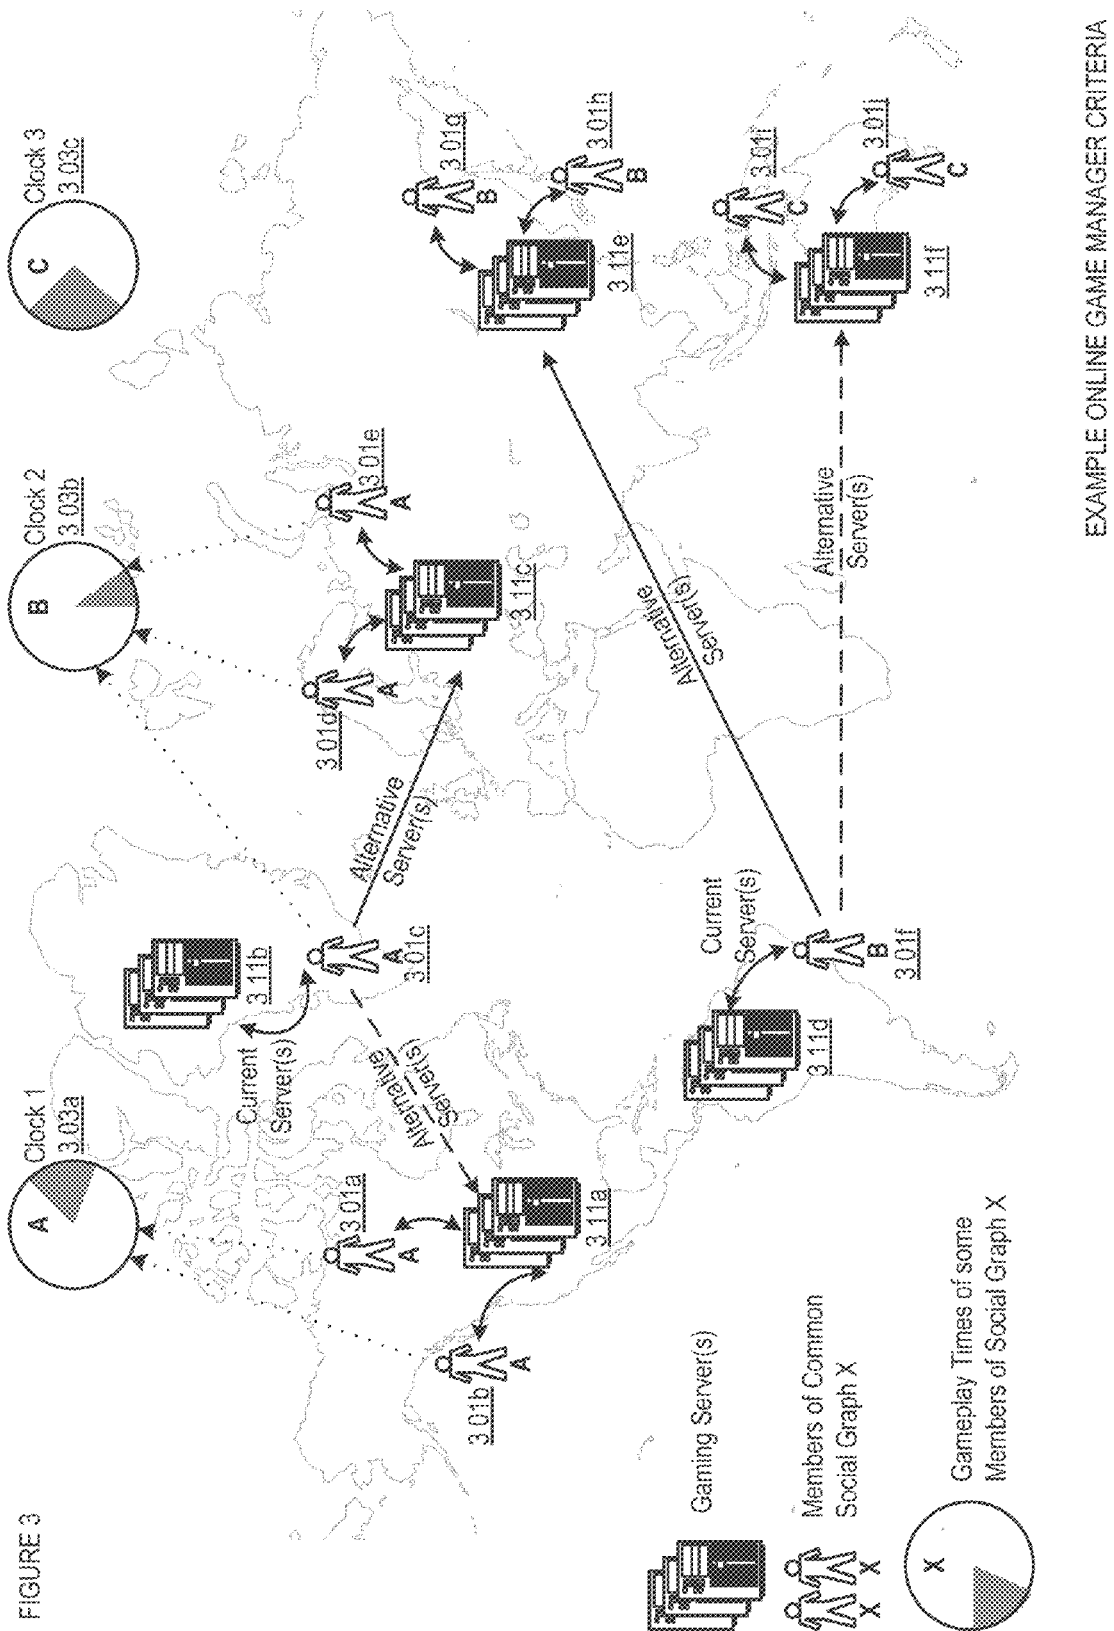 FIGURE 3
Clock 1
3.03a
A
Clock 2
3.03b
B
Clock 3
3.03c
C
3.01b
A
3.01a
A
3.11a
Current
Server(s)
3.11b
A
3.01c
Alternative
Server(s)
Alternative
Server(s)
3.01d
A
3.01e
A
3.11c
3.11d
Current
Server(s)
B
3.01f
Alternative
Server(s)
Alternative
Server(s)
3.01g
B
3.01h
B
3.11e
3.01i
C
3.01j
C
3.11f
Gaming Server(s)
X X
Members of Common
Social Graph X
X
Gameplay Times of some
Members of Social Graph X
EXAMPLE ONLINE GAME MANAGER CRITERIA